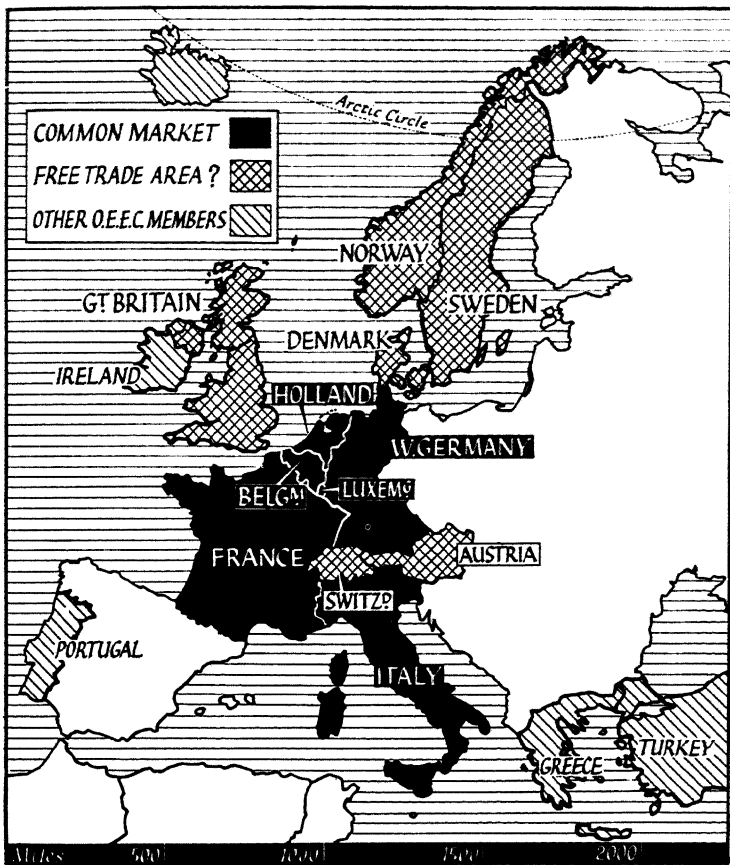 Arctic Circle
COMMON MARKET
FREE TRADE AREA ?
OTHER O.E.E.C. MEMBERS
NORWAY
GT. BRITAIN
SWEDEN
DENMARK
IRELAND
HOLLAND
W.GERMANY
BELGM.
LUXEMG.
FRANCE
AUSTRIA
SWITZD.
PORTUGAL
ITALY
GREECE
TURKEY
Miles 500 1000 1500 2000